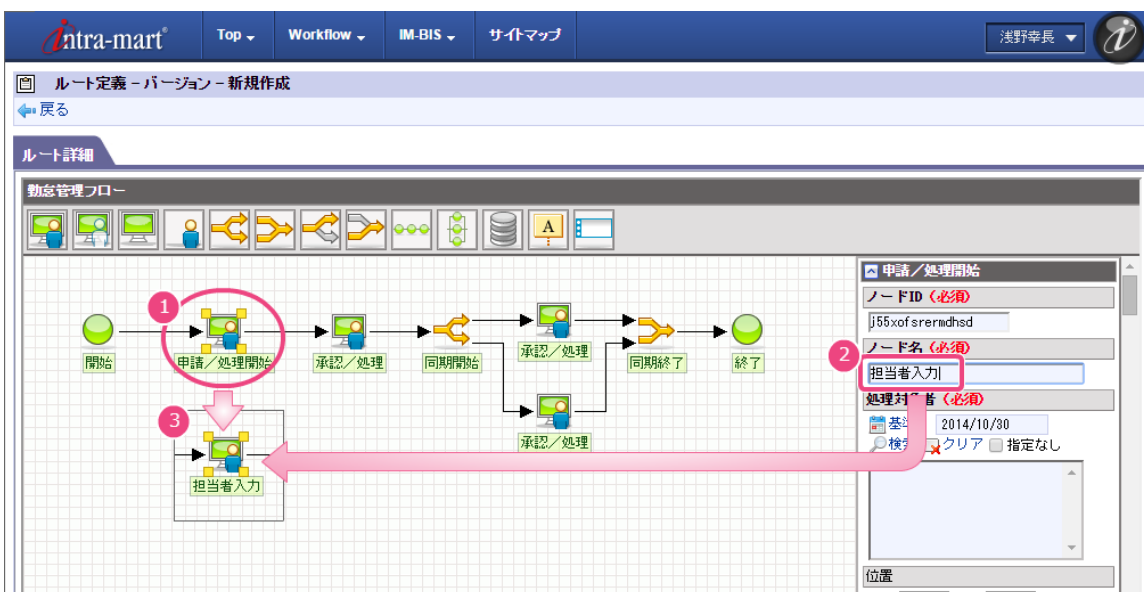 intra-mart® Top Workflow IM-BIS サイトマップ 浅野幸長
ルート定義 – バージョン – 新規作成
戻る
ルート詳細
勤怠管理フロー
A
申請／処理開始
ノードID（必須）
j55xofsrermdhsd
ノード名（必須）
担当者入力
1
2
3
開始
申請／処理開始
承認／処理
同期開始
承認／処理
同期終了
終了
承認／処理
担当者入力
処理対 者（必須）
2014/10/30
クリア 指定なし
位置